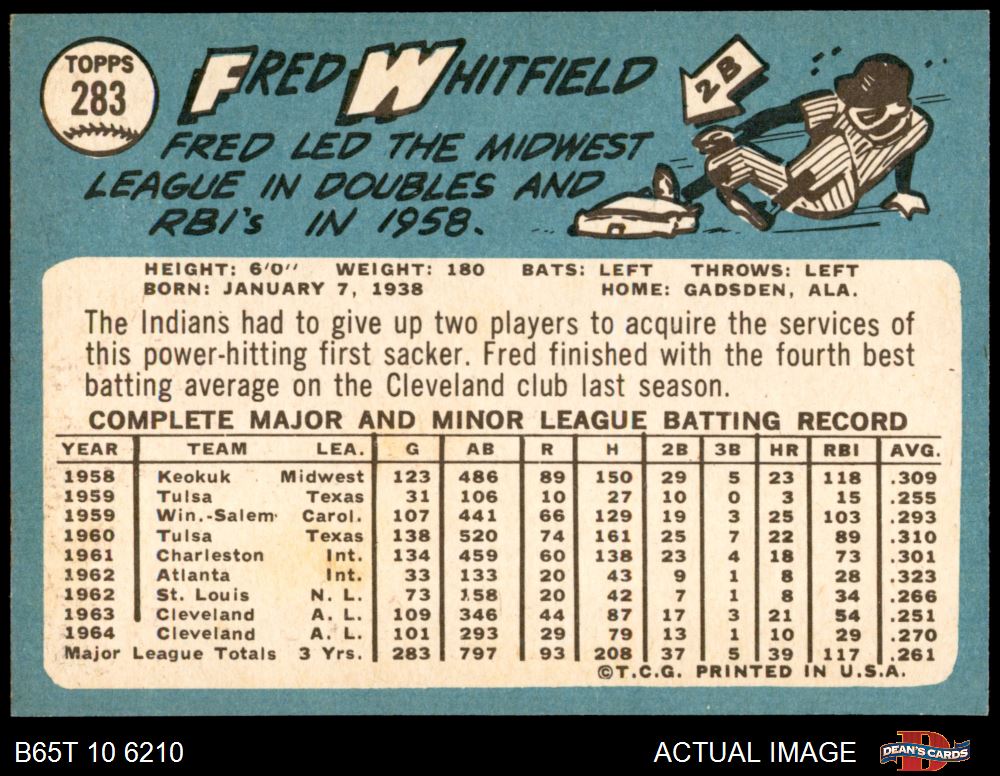 TOPPS
283
FRED WHITFIELD
2B
FRED LED THE MIDWEST
LEAGUE IN DOUBLES AND
RBI's IN 1958.
HEIGHT: 6'0" WEIGHT: 180 BATS: LEFT THROWS: LEFT
BORN: JANUARY 7, 1938 HOME: GADSDEN, ALA.
The Indians had to give up two players to acquire the services of
this power-hitting first sacker. Fred finished with the fourth best
batting average on the Cleveland club last season.
COMPLETE MAJOR AND MINOR LEAGUE BATTING RECORD
YEAR TEAM LEA. G AB R H 2B 3B HR RBI AVG.
1958 Keokuk Midwest 123 486 89 150 29 5 23 118 .309
1959 Tulsa Texas 31 106 10 27 10 0 3 15 .255
1959 Win.-Salem Carol. 107 441 66 129 19 3 25 103 .293
1960 Tulsa Texas 138 520 74 161 25 7 22 89 .310
1961 Charleston Int. 134 459 60 138 23 4 18 73 .301
1962 Atlanta Int. 33 133 20 43 9 1 8 28 .323
1962 St. Louis N. L. 73 158 20 42 7 1 8 34 .266
1963 Cleveland A. L. 109 346 44 87 17 3 21 54 .251
1964 Cleveland A. L. 101 293 29 79 13 1 10 29 .270
Major League Totals 3 Yrs. 283 797 93 208 37 5 39 117 .261
©T.C.G. PRINTED IN U.S.A.
B65T 10 6210 ACTUAL IMAGE
D
DEAN'S CARDS